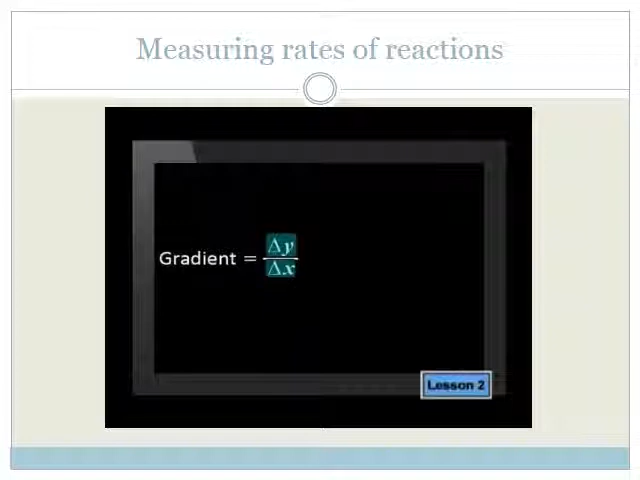 Measuring rates of reactions
Gradient = Δy/Δx
Lesson 2